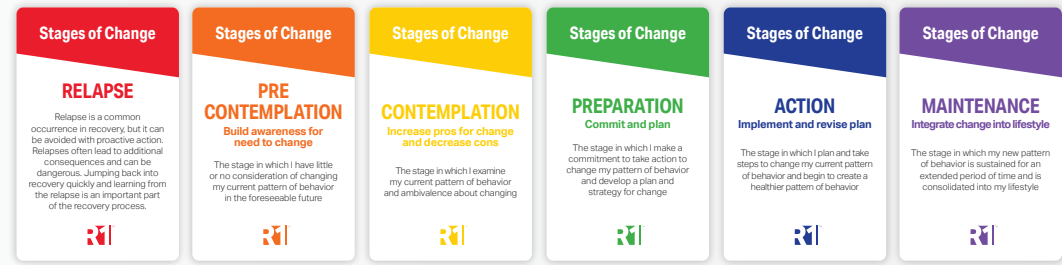 Stages of Change
RELAPSE
Relapse is a common
occurrence in recovery, but it can
be avoided with proactive action.
Relapses often lead to additional
consequences and can be
dangerous. Jumping back into
recovery quickly and learning from
the relapse is an important part
of the recovery process.
Stages of Change
PRE
CONTEMPLATION
Build awareness for
need to change
The stage in which I have little
or no consideration of changing
my current pattern of behavior
in the foreseeable future
Stages of Change
CONTEMPLATION
Increase pros for change
and decrease cons
The stage in which I examine
my current pattern of behavior
and ambivalence about changing
Stages of Change
PREPARATION
Commit and plan
The stage in which I make a
commitment to take action to
change my pattern of behavior
and develop a plan and
strategy for change
Stages of Change
ACTION
Implement and revise plan
The stage in which I plan and take
steps to change my current pattern
of behavior and begin to create a
healthier pattern of behavior
Stages of Change
MAINTENANCE
Integrate change into lifestyle
The stage in which my new pattern
of behavior is sustained for an
extended period of time and is
consolidated into my lifestyle